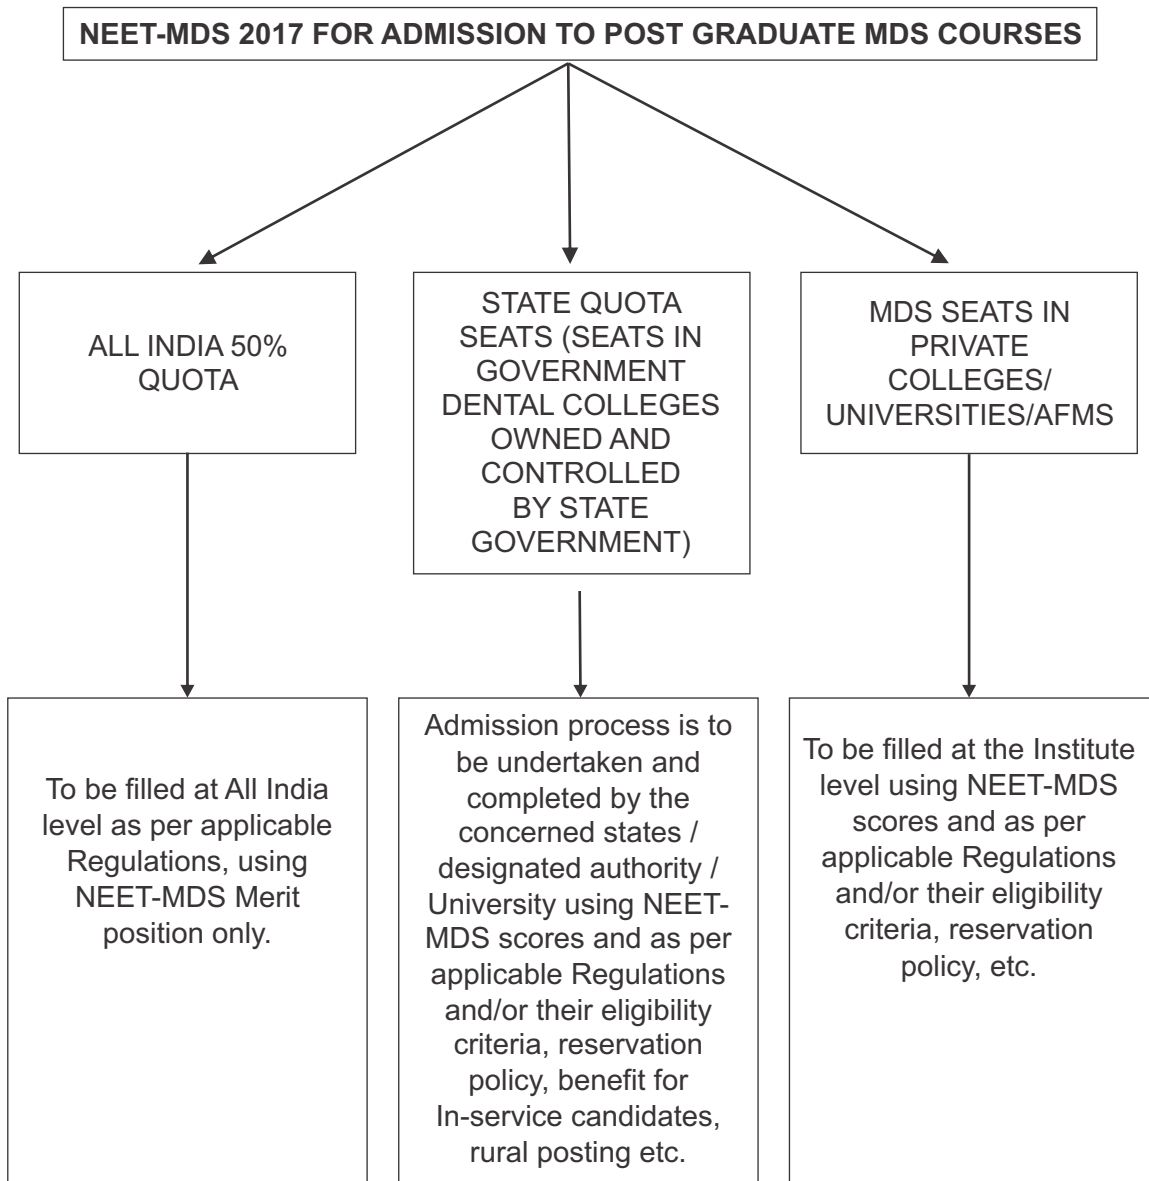 NEET-MDS 2017 FOR ADMISSION TO POST GRADUATE MDS COURSES
ALL INDIA 50%
QUOTA
STATE QUOTA
SEATS (SEATS IN
GOVERNMENT
DENTAL COLLEGES
OWNED AND
CONTROLLED
BY STATE
GOVERNMENT)
MDS SEATS IN
PRIVATE
COLLEGES/
UNIVERSITIES/AFMS
To be filled at All India
level as per applicable
Regulations, using
NEET-MDS Merit
position only.
Admission process is to
be undertaken and
completed by the
concerned states /
designated authority /
University using NEET-
MDS scores and as per
applicable Regulations
and/or their eligibility
criteria, reservation
policy, benefit for
In-service candidates,
rural posting etc.
To be filled at the Institute
level using NEET-MDS
scores and as per
applicable Regulations
and/or their eligibility
criteria, reservation
policy, etc.